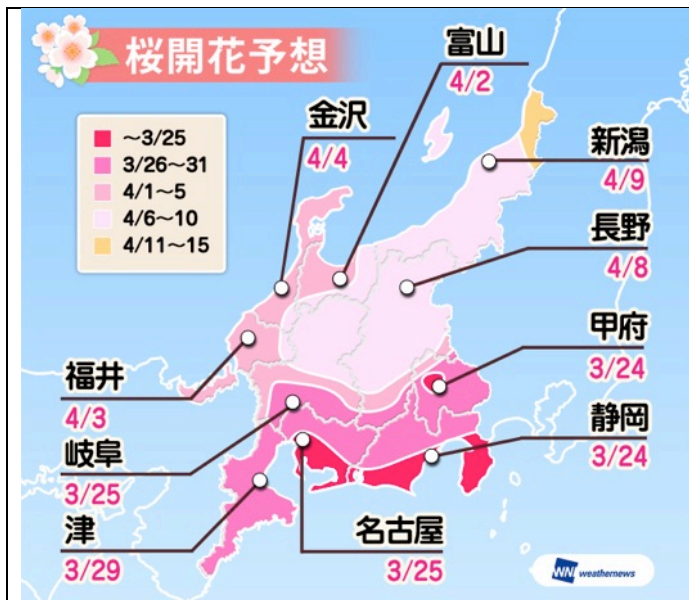 桜開花予想
～3/25
3/26～31
4/1～5
4/6～10
4/11～15
富山
4/2
金沢
4/4
新潟
4/9
長野
4/8
甲府
3/24
福井
4/3
静岡
3/24
岐阜
3/25
津
3/29
名古屋
3/25
WN weathernews